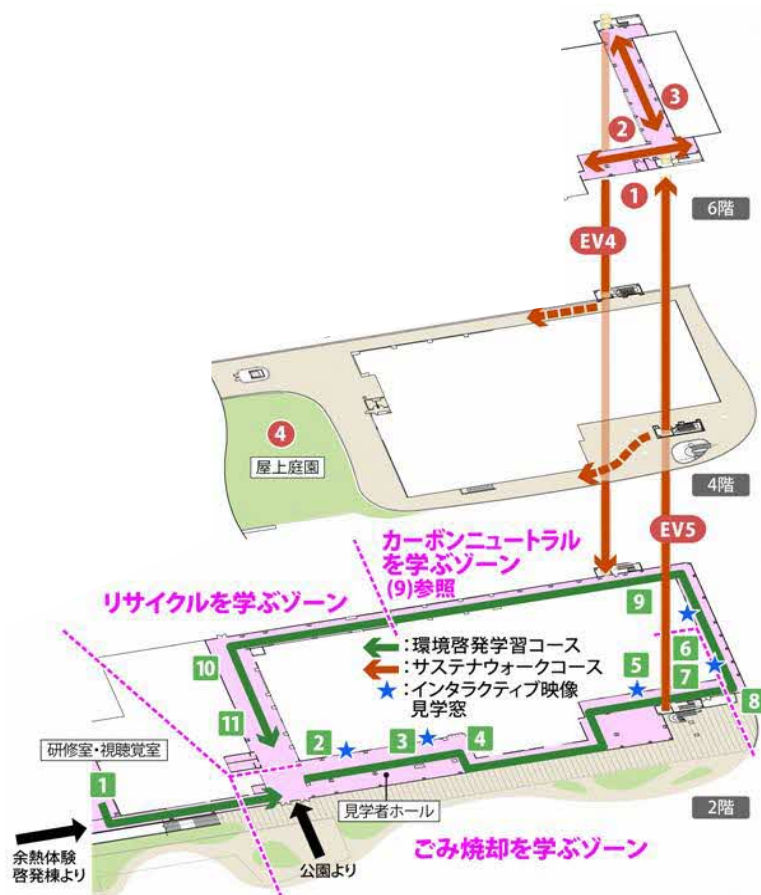 3
2
1
6階
EV4
4
屋上庭園
4階
EV5
カーボンニュートラル
を学ぶゾーン
(9)参照
リサイクルを学ぶゾーン
9
:環境啓発学習コース
:サステナウォークコース
:インタラクティブ映像
見学窓
10
11
6
5
7
8
2
3
4
研修室・視聴覚室
1
見学者ホール
2階
余熱体験
啓発棟より
公園より
ごみ焼却を学ぶゾーン